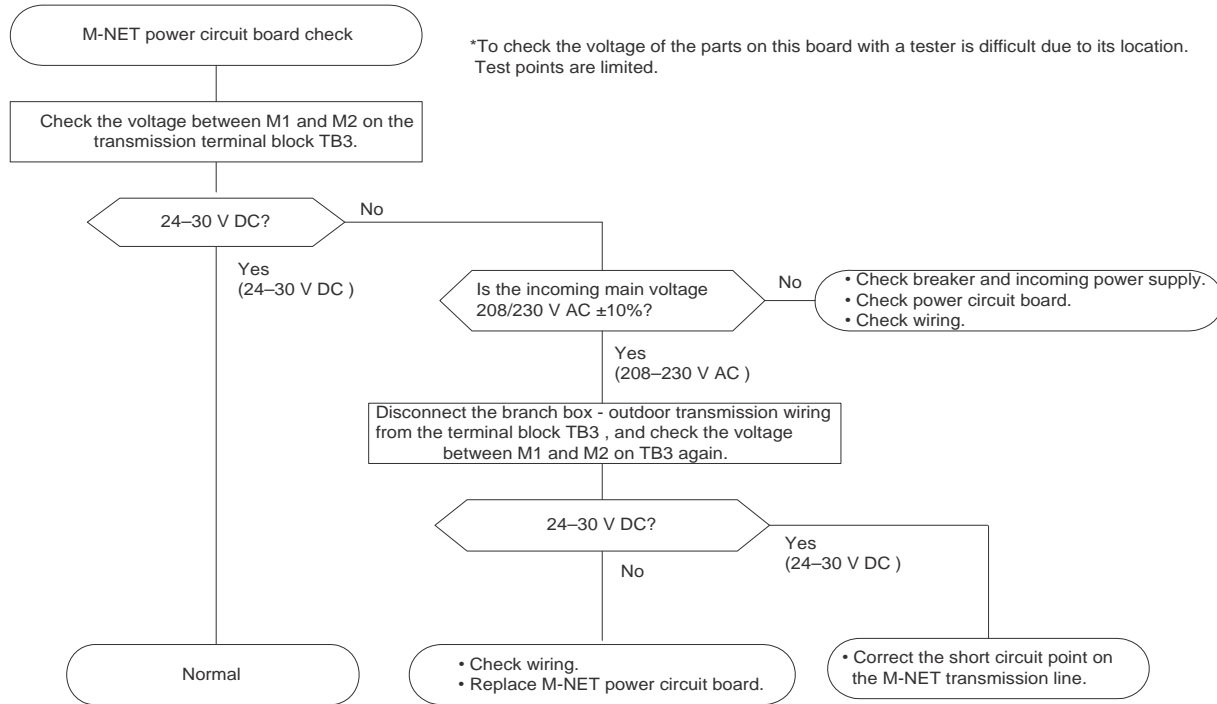 M-NET power circuit board check
*To check the voltage of the parts on this board with a tester is difficult due to its location.
Test points are limited.
Check the voltage between M1 and M2 on the
transmission terminal block TB3.
24–30 V DC?
No
Yes
(24–30 V DC )
Is the incoming main voltage
208/230 V AC ±10%?
No
• Check breaker and incoming power supply.
• Check power circuit board.
• Check wiring.
Yes
(208–230 V AC )
Disconnect the branch box - outdoor transmission wiring
from the terminal block TB3 , and check the voltage
between M1 and M2 on TB3 again.
24–30 V DC?
Yes
(24–30 V DC )
No
Normal
• Check wiring.
• Replace M-NET power circuit board.
• Correct the short circuit point on
the M-NET transmission line.